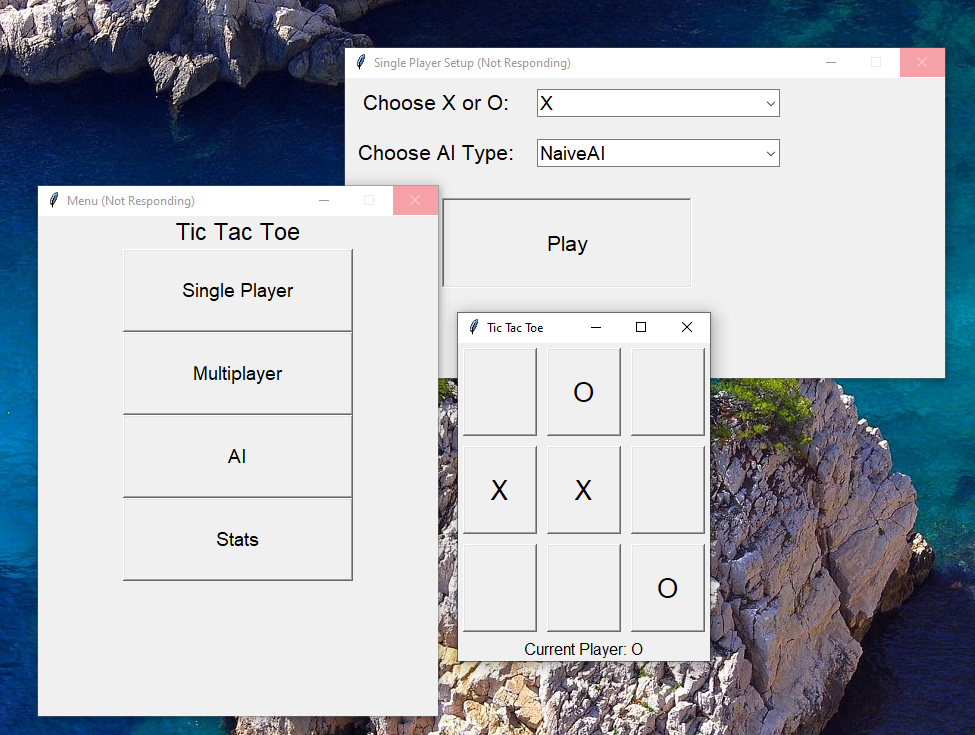 Single Player Setup (Not Responding)
Choose X or O: X
Choose AI Type: NaiveAI
Play
Menu (Not Responding)
Tic Tac Toe
Single Player
Multiplayer
AI
Stats
Tic Tac Toe
O
X X
O
Current Player: O